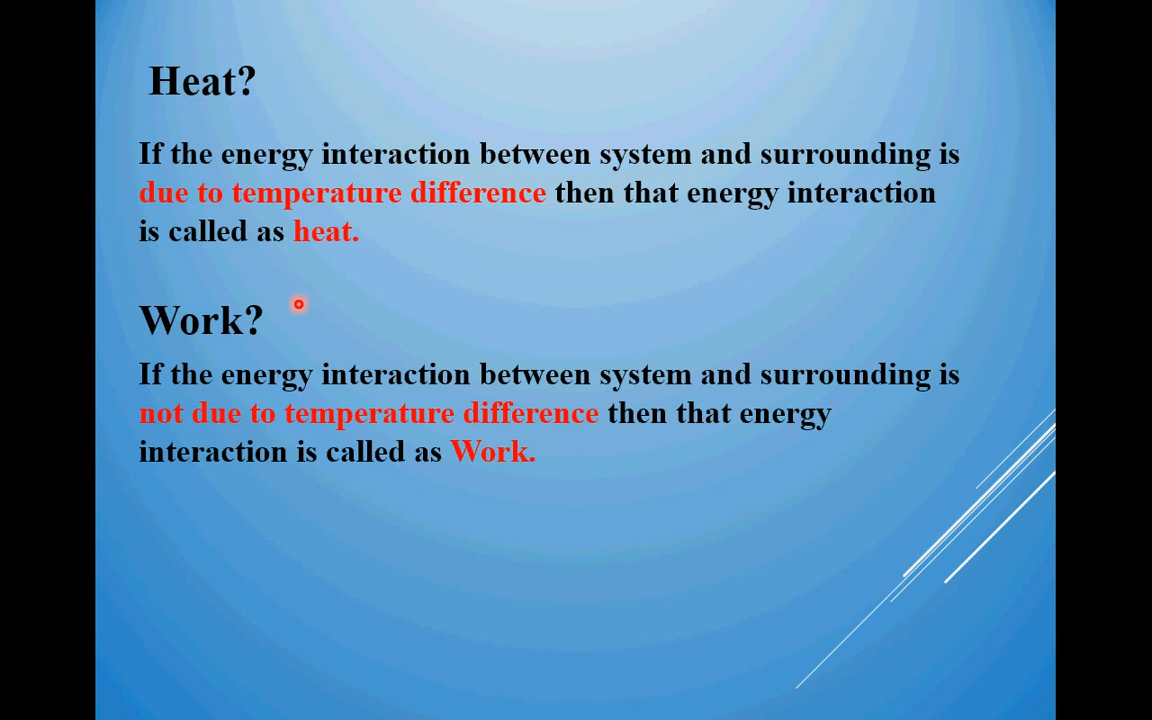 Heat?
If the energy interaction between system and surrounding is
due to temperature difference then that energy interaction
is called as heat.
Work?
If the energy interaction between system and surrounding is
not due to temperature difference then that energy
interaction is called as Work.